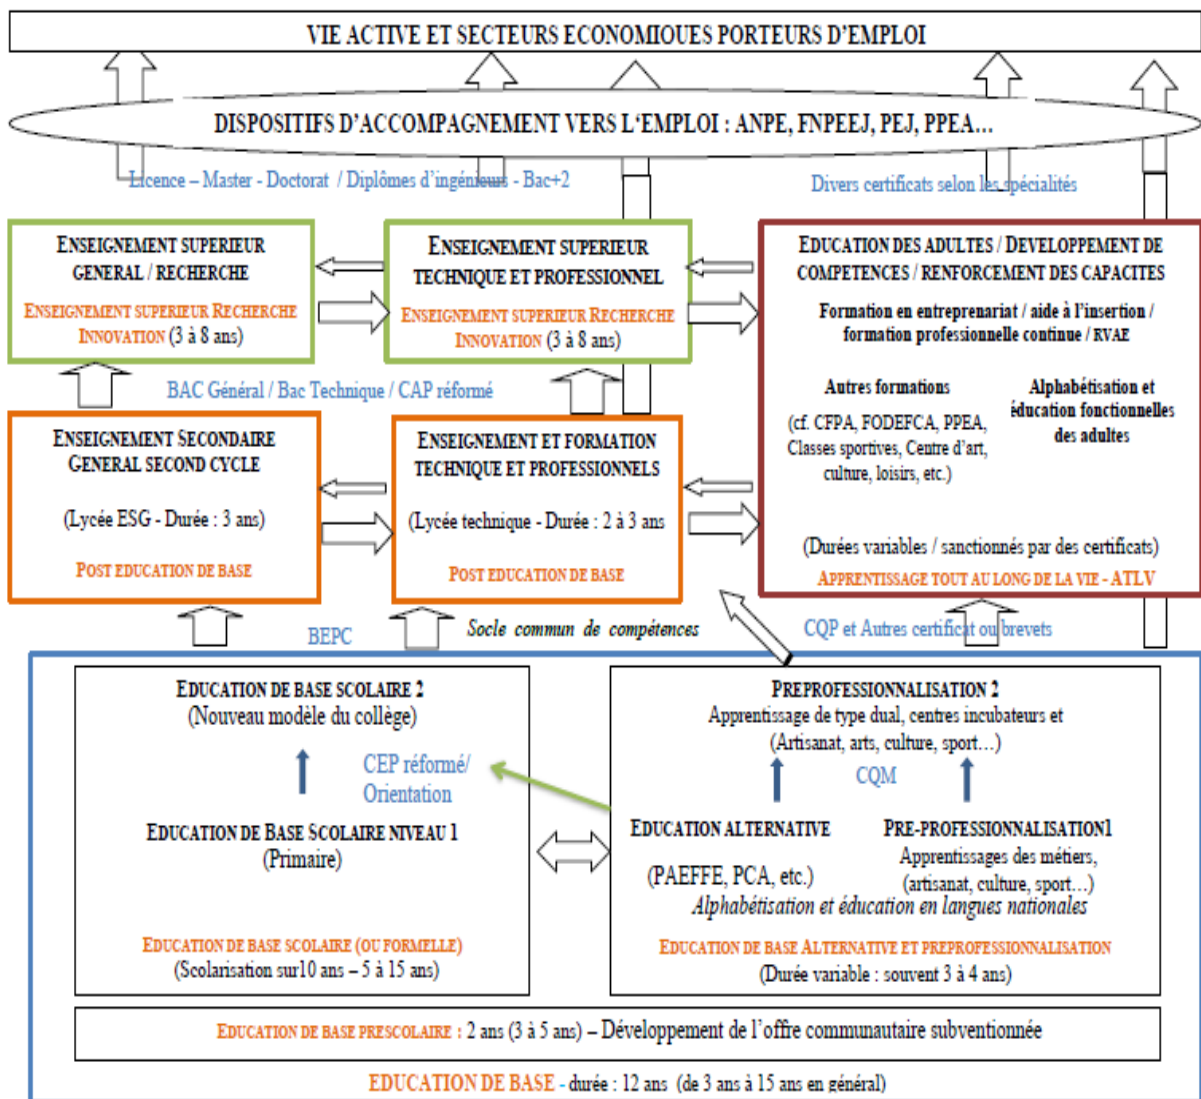 VIE ACTIVE ET SECTEURS ECONOMIQUES PORTEURS D'EMPLOI
DISPOSITIFS D'ACCOMPAGNEMENT VERS L'EMPLOI : ANPE, FNPEEJ, PEJ, PPEA…
Licence – Master - Doctorat / Diplômes d'ingénieurs - Bac+2
Divers certificats selon les spécialités
ENSEIGNEMENT SUPERIEUR
GENERAL / RECHERCHE
ENSEIGNEMENT SUPERIEUR RECHERCHE
INNOVATION (3 à 8 ans)
ENSEIGNEMENT SUPERIEUR
TECHNIQUE ET PROFESSIONNEL
ENSEIGNEMENT SUPERIEUR RECHERCHE
INNOVATION (3 à 8 ans)
EDUCATION DES ADULTES / DEVELOPPEMENT DE
COMPETENCES / RENFORCEMENT DES CAPACITES
Formation en entreprenariat / aide à l'insertion /
formation professionnelle continue / RVAE
Autres formations
(cf. CFPA, FODEFCA, PPEA,
Classes sportives, Centre d'art,
culture, loisirs, etc.)
Alphabétisation et
éducation fonctionnelles
des adultes
(Durées variables / sanctionnés par des certificats)
APPRENTISSAGE TOUT AU LONG DE LA VIE - ATLV
BAC Général / Bac Technique / CAP réformé
ENSEIGNEMENT SECONDAIRE
GENERAL SECOND CYCLE
(Lycée ESG - Durée : 3 ans)
POST EDUCATION DE BASE
ENSEIGNEMENT ET FORMATION
TECHNIQUE ET PROFESSIONNELS
(Lycée technique - Durée : 2 à 3 ans
POST EDUCATION DE BASE
BEPC
Socle commun de compétences
CQP et Autres certificat ou brevets
EDUCATION DE BASE SCOLAIRE 2
(Nouveau modèle du collège)
CEP réformé/
Orientation
EDUCATION DE BASE SCOLAIRE NIVEAU 1
(Primaire)
EDUCATION DE BASE SCOLAIRE (OU FORMELLE)
(Scolarisation sur10 ans – 5 à 15 ans)
PREPROFESSIONNALISATION 2
Apprentissage de type dual, centres incubateurs et
(Artisanat, arts, culture, sport…)
CQM
EDUCATION ALTERNATIVE
(PAEFFE, PCA, etc.)
PRE-PROFESSIONNALISATION1
Apprentissages des métiers,
(artisanat, culture, sport…)
Alphabétisation et éducation en langues nationales
EDUCATION DE BASE ALTERNATIVE ET PREPROFESSIONNALISATION
(Durée variable : souvent 3 à 4 ans)
EDUCATION DE BASE PRESCOLAIRE : 2 ans (3 à 5 ans) – Développement de l'offre communautaire subventionnée
EDUCATION DE BASE - durée : 12 ans (de 3 ans à 15 ans en général)